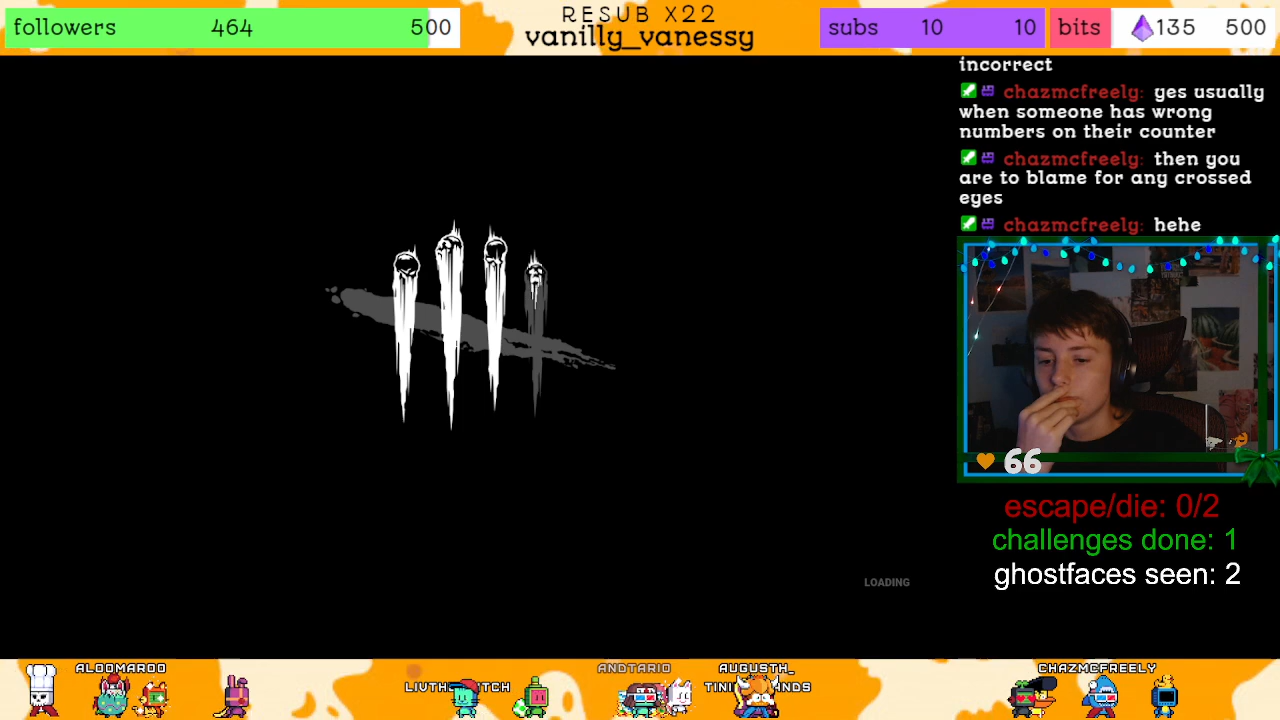 followers 464 500
RESUB X22
vanilly_vanessy
subs 10 10
bits 135 500
incorrect
chazmcfreely: yes usually
when someone has wrong
numbers on their counter
chazmcfreely: then you
are to blame for any crossed
eyes
chazmcfreely: hehe
66
escape/die: 0/2
challenges done: 1
ghostfaces seen: 2
LOADING
ALOOMAROO
ANDTARIO
AUGUSTH_
CHAZMCFREELY